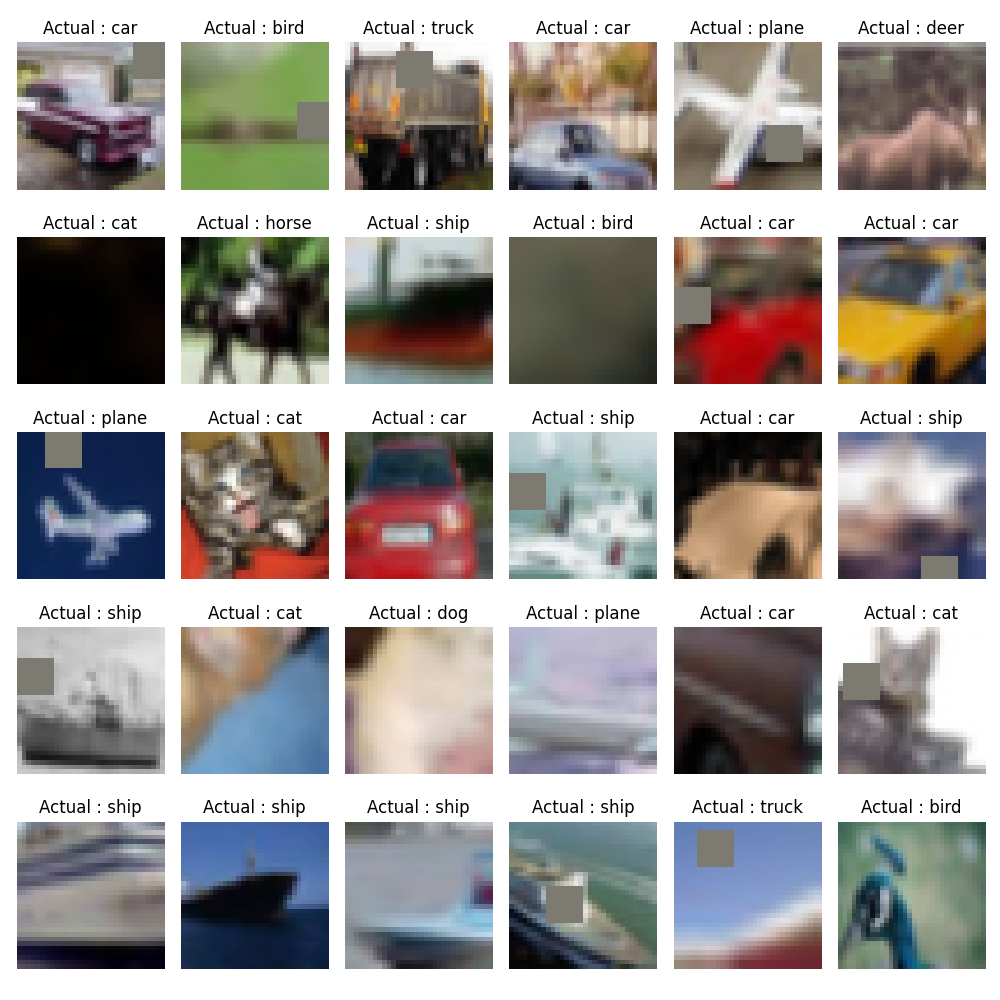 Actual : car
Actual : bird
Actual : truck
Actual : car
Actual : plane
Actual : deer
Actual : cat
Actual : horse
Actual : ship
Actual : bird
Actual : car
Actual : car
Actual : plane
Actual : cat
Actual : car
Actual : ship
Actual : car
Actual : ship
Actual : ship
Actual : cat
Actual : dog
Actual : plane
Actual : car
Actual : cat
Actual : ship
Actual : ship
Actual : ship
Actual : ship
Actual : truck
Actual : bird